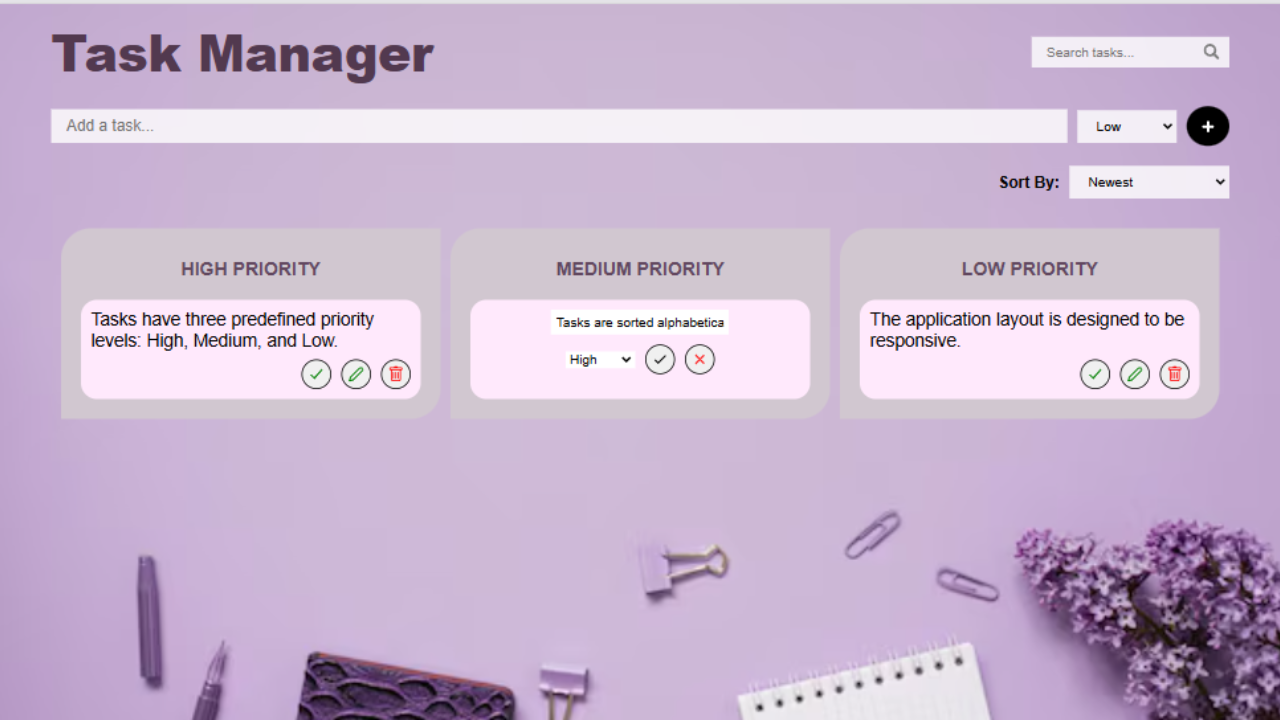 Task Manager
Search tasks...
Add a task...
Low
+
Sort By:
Newest
HIGH PRIORITY
Tasks have three predefined priority
levels: High, Medium, and Low.
MEDIUM PRIORITY
Tasks are sorted alphabetica
High
LOW PRIORITY
The application layout is designed to be
responsive.